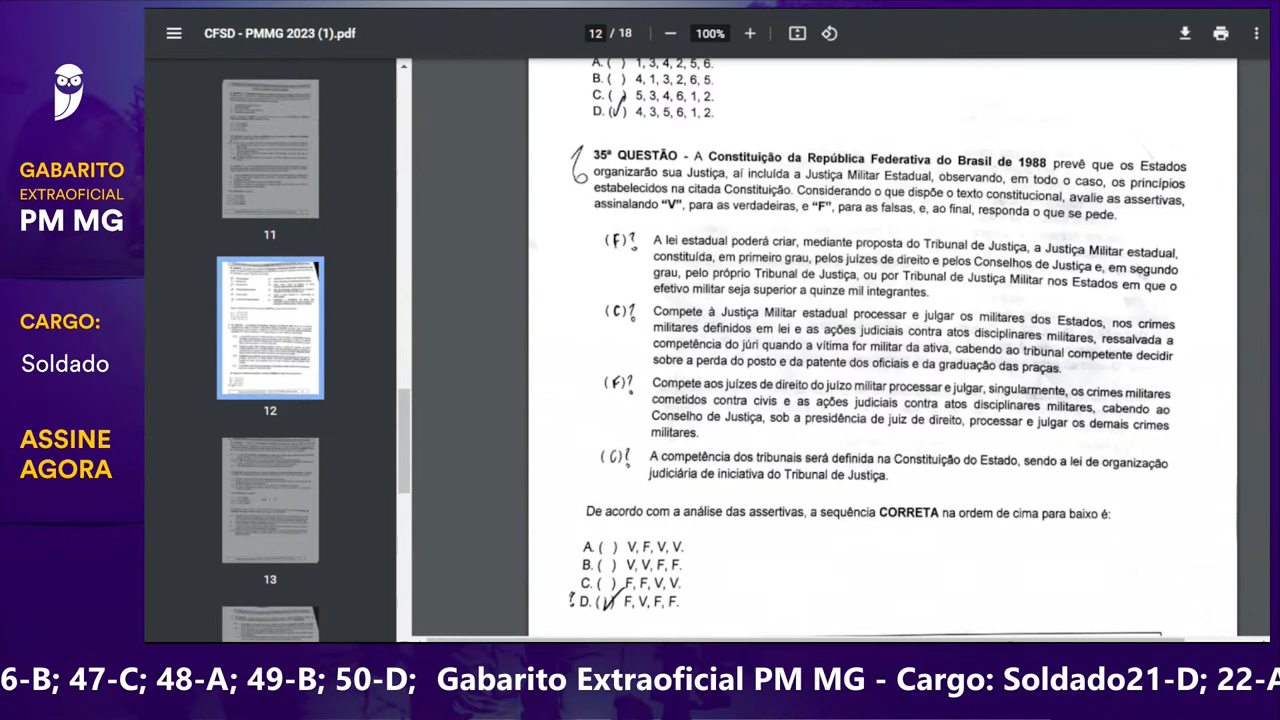 GABARITO
EXTRAOFICIAL
PM MG
CARGO:
Soldado
ASSINE
AGORA
CFSD - PMMG 2023 (1).pdf
12 / 18
100%
11
12
13
A. ( ) 1, 3, 4, 2, 5, 6.
B. ( ) 4, 1, 3, 2, 6, 5.
C. ( ) 5, 3, 4, 6, 1, 2.
D. (✓) 4, 3, 5, 6, 1, 2.
35ª QUESTÃO - A Constituição da República Federativa do Brasil de 1988 prevê que os Estados
organizarão sua Justiça, aí incluída a Justiça Militar Estadual, observando, em todo o caso, os princípios
estabelecidos na citada Constituição. Considerando o que dispõe o texto constitucional, avalie as assertivas,
assinalando “V”, para as verdadeiras, e “F”, para as falsas, e, ao final, responda o que se pede.
(F)? A lei estadual poderá criar, mediante proposta do Tribunal de Justiça, a Justiça Militar estadual,
constituída, em primeiro grau, pelos juízes de direito e pelos Conselhos de Justiça e, em segundo
grau, pelo próprio Tribunal de Justiça, ou por Tribunal de Justiça Militar nos Estados em que o
efetivo militar seja superior a quinze mil integrantes.
(C)? Compete à Justiça Militar estadual processar e julgar os militares dos Estados, nos crimes
militares definidos em lei e as ações judiciais contra atos disciplinares militares, ressalvada a
competência do júri quando a vítima for militar da ativa, cabendo ao tribunal competente decidir
sobre a perda do posto e da patente dos oficiais e da graduação das praças.
(F)? Compete aos juízes de direito do juízo militar processar e julgar, singularmente, os crimes militares
cometidos contra civis e as ações judiciais contra atos disciplinares militares, cabendo ao
Conselho de Justiça, sob a presidência de juiz de direito, processar e julgar os demais crimes
militares.
(C)? A competência dos tribunais será definida na Constituição do Estado, sendo a lei de organização
judiciária de iniciativa do Tribunal de Justiça.
De acordo com a análise das assertivas, a sequência CORRETA na ordem de cima para baixo é:
A. ( ) V, F, V, V.
B. ( ) V, V, F, F.
C. ( ) F, F, V, V.
? D. (✓) F, V, F, F.
6-B; 47-C; 48-A; 49-B; 50-D; Gabarito Extraoficial PM MG - Cargo: Soldado21-D; 22-A